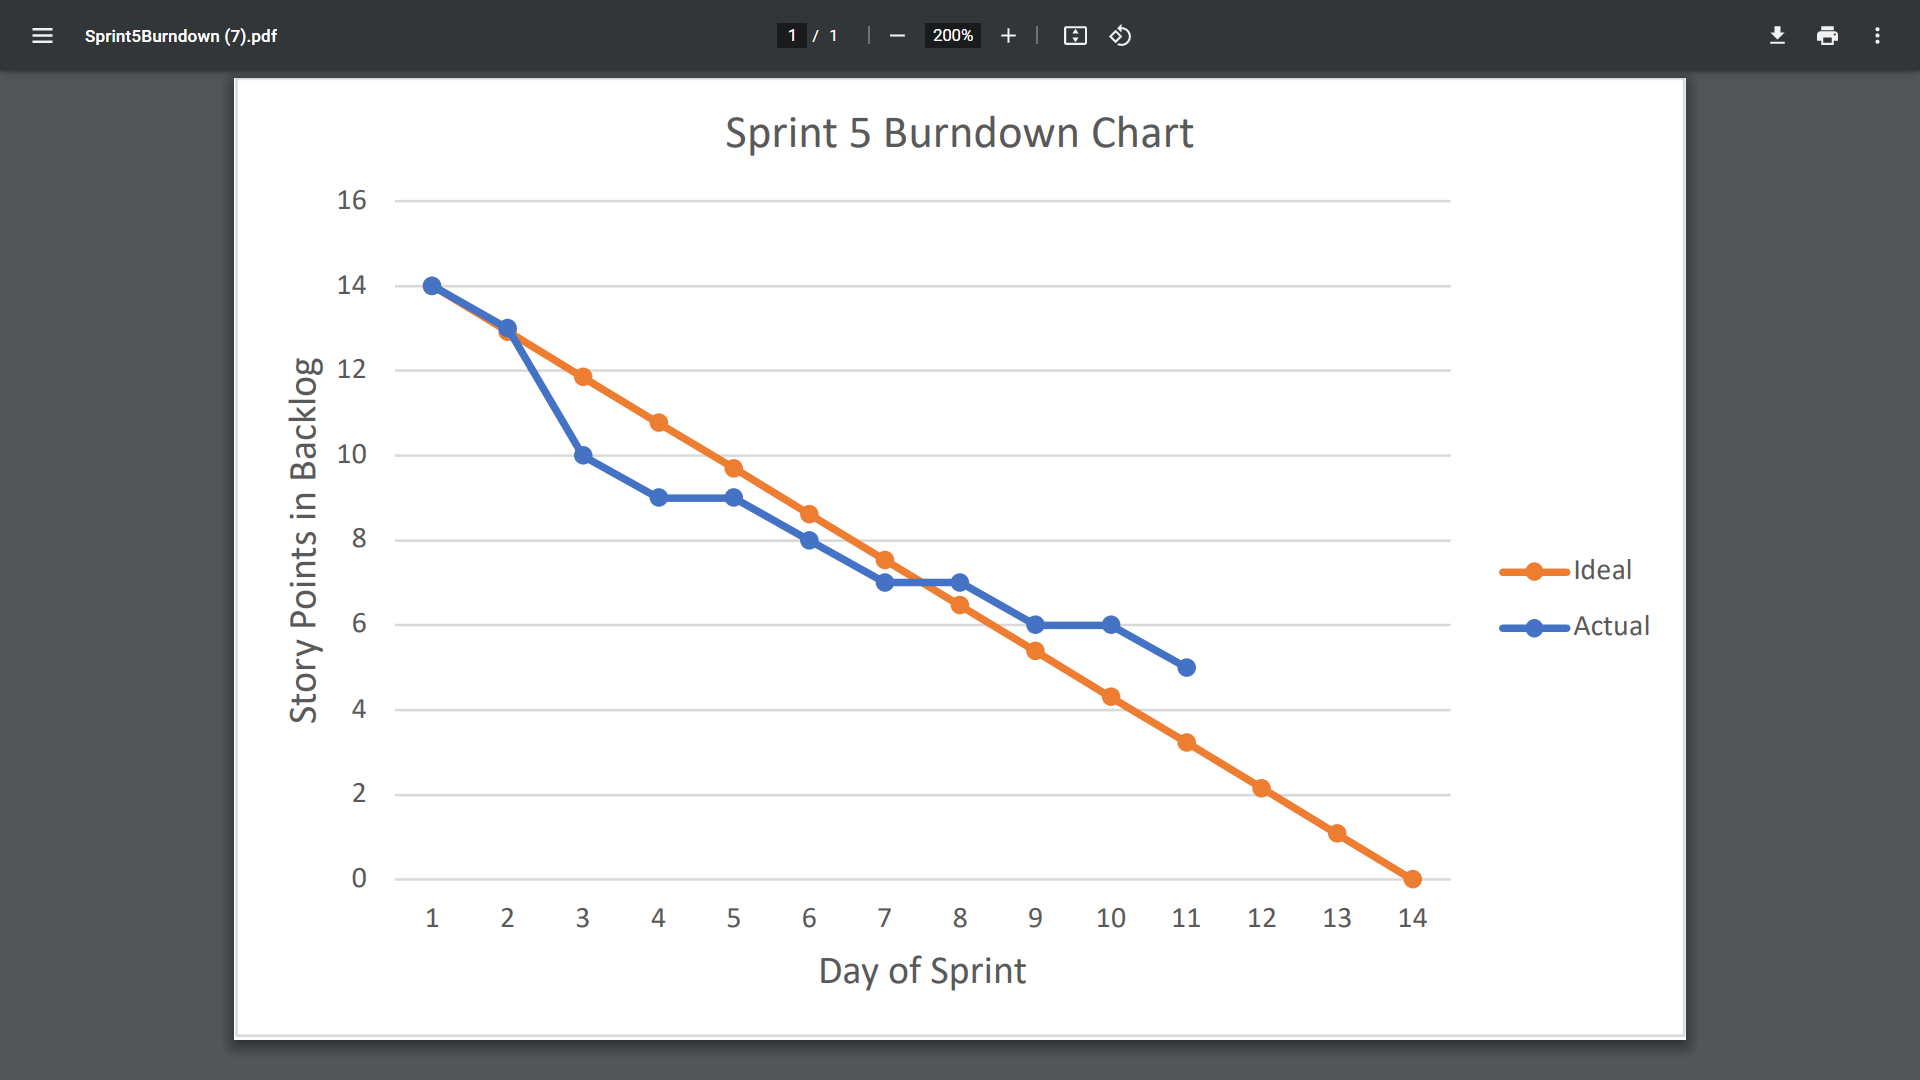 Sprint5Burndown (7).pdf
1 / 1
200%
Sprint 5 Burndown Chart
16
14
12
10
8
6
4
2
0
Story Points in Backlog
1 2 3 4 5 6 7 8 9 10 11 12 13 14
Day of Sprint
Ideal
Actual